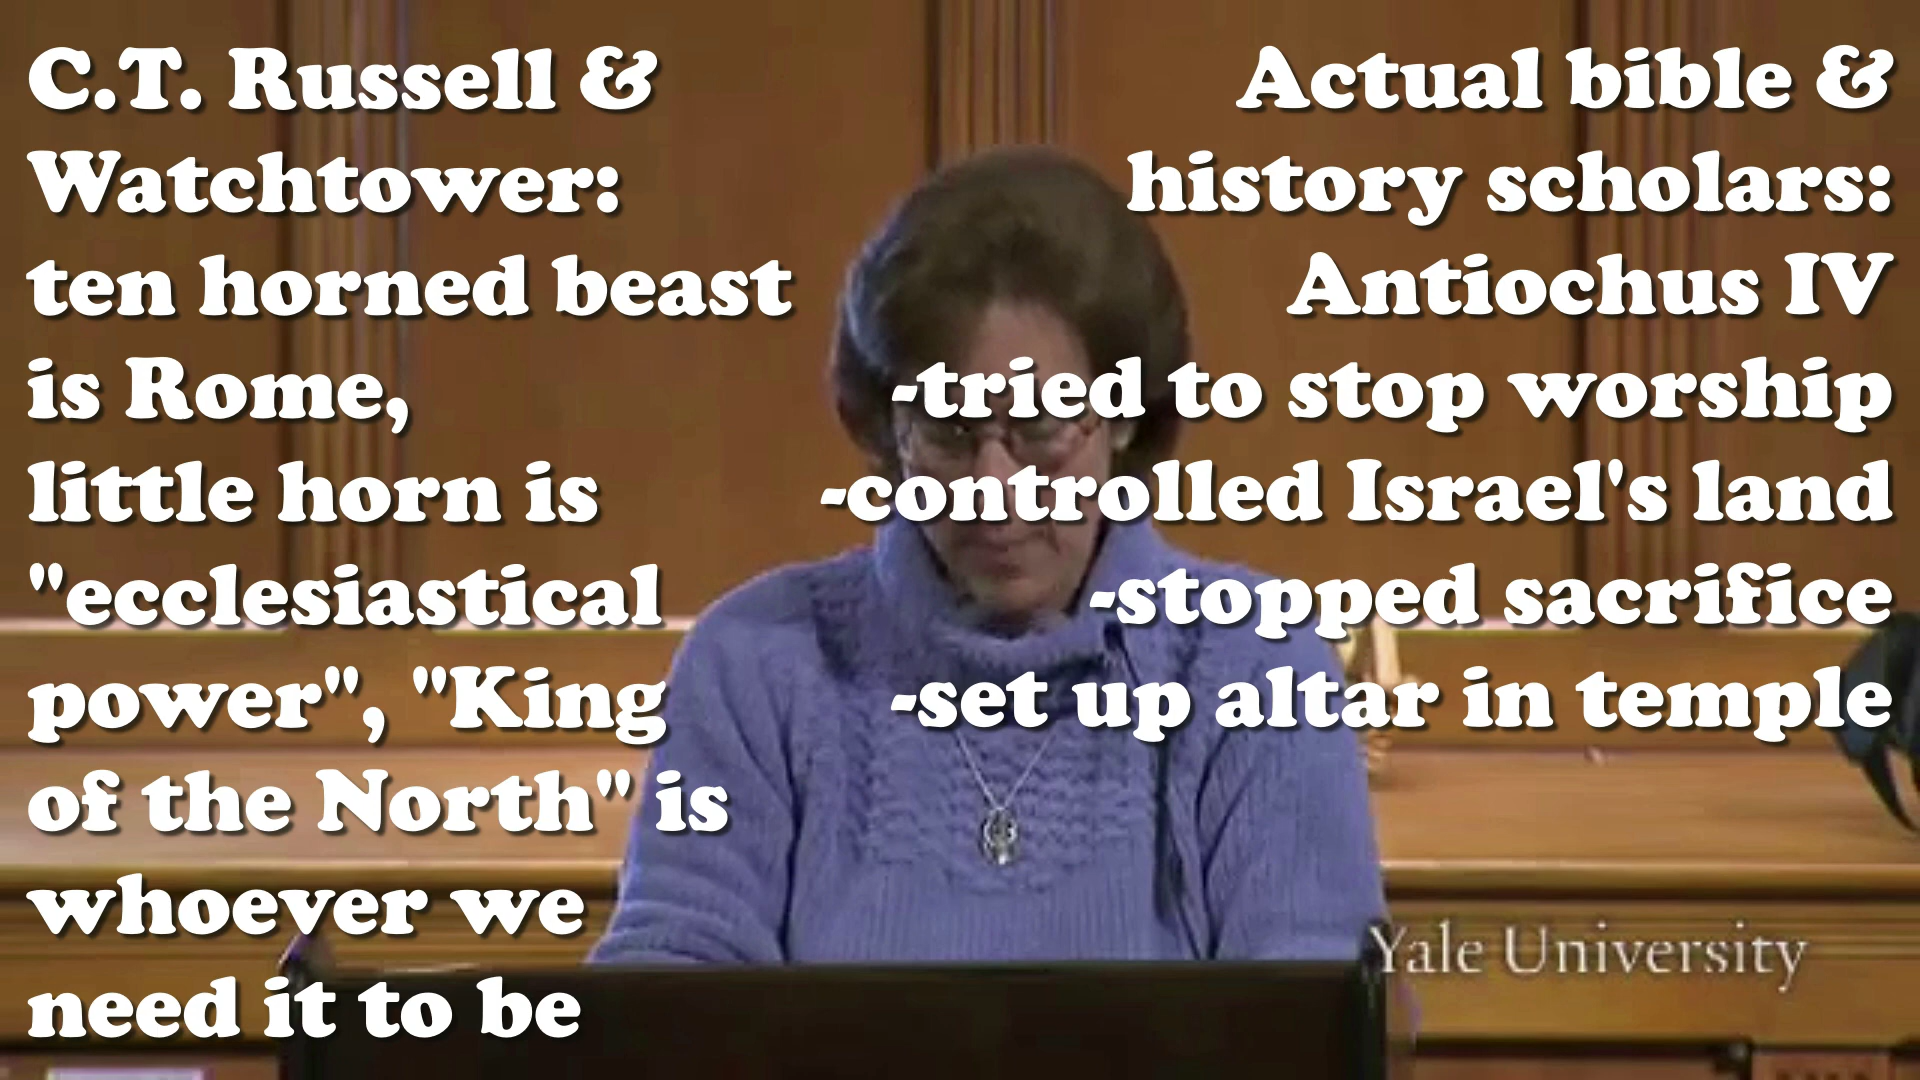 C.T. Russell &
Watchtower:
ten horned beast
is Rome,
little horn is
"ecclesiastical
power", "King
of the North" is
whoever we
need it to be
Actual bible &
history scholars:
Antiochus IV
-tried to stop worship
-controlled Israel's land
-stopped sacrifice
-set up altar in temple
Yale University